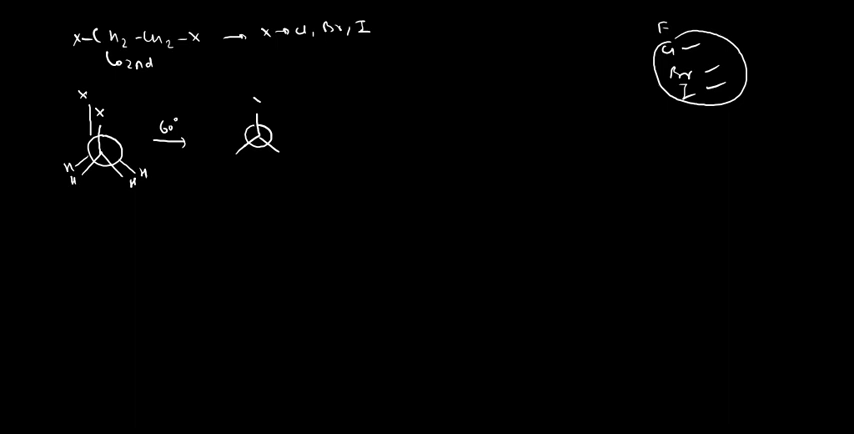 x-CH2-CH2-x → x→Cl, Br, I
2nd
F
Cl
Br
I
x
x
60°
H
H
H
H